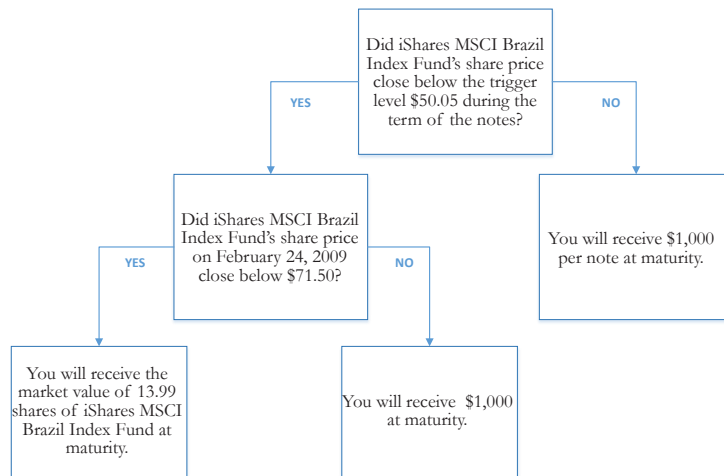 Did iShares MSCI Brazil
Index Fund’s share price
close below the trigger
level $50.05 during the
term of the notes?
YES
NO
Did iShares MSCI Brazil
Index Fund’s share price
on February 24, 2009
close below $71.50?
You will receive $1,000
per note at maturity.
YES
NO
You will receive the
market value of 13.99
shares of iShares MSCI
Brazil Index Fund at
maturity.
You will receive $1,000
at maturity.